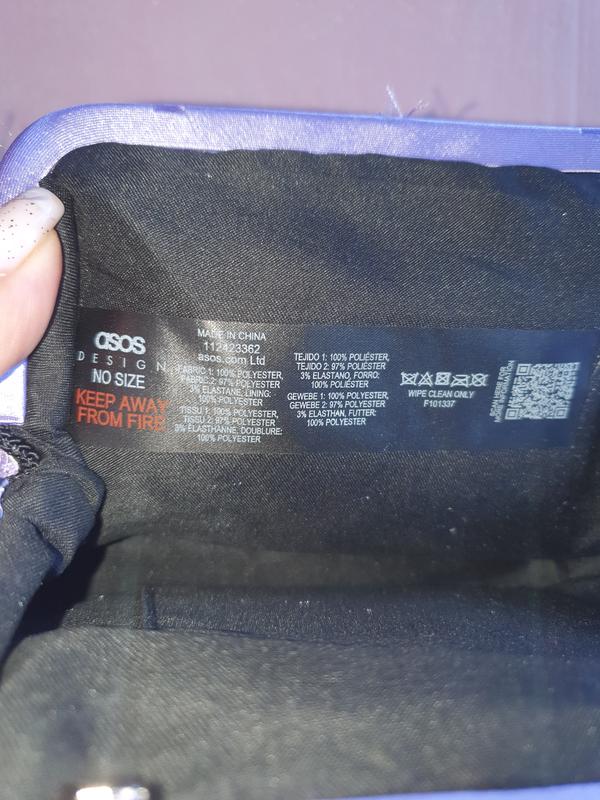 asos
DESIGN
NO SIZE
KEEP AWAY
FROM FIRE
MADE IN CHINA
112423362
asos.com Ltd
FABRIC 1: 100% POLYESTER,
FABRIC 2: 97% POLYESTER
3% ELASTANE, LINING:
100% POLYESTER
TISSU 1: 100% POLYESTER,
TISSU 2: 97% POLYESTER
3% ELASTHANNE, DOUBLURE:
100% POLYESTER
TEJIDO 1: 100% POLIÉSTER,
TEJIDO 2: 97% POLIÉSTER
3% ELASTANO, FORRO:
100% POLIÉSTER
GEWEBE 1: 100% POLYESTER,
GEWEBE 2: 97% POLYESTER
3% ELASTHAN, FUTTER:
100% POLYESTER
WIPE CLEAN ONLY
F101337